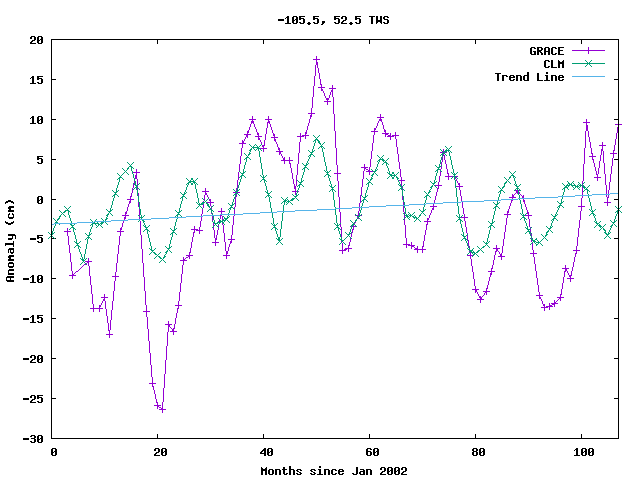 -105.5, 52.5 TWS
GRACE
CLM
Trend Line
20
15
10
5
0
-5
-10
-15
-20
-25
-30
Anomaly (cm)
0 20 40 60 80 100
Months since Jan 2002